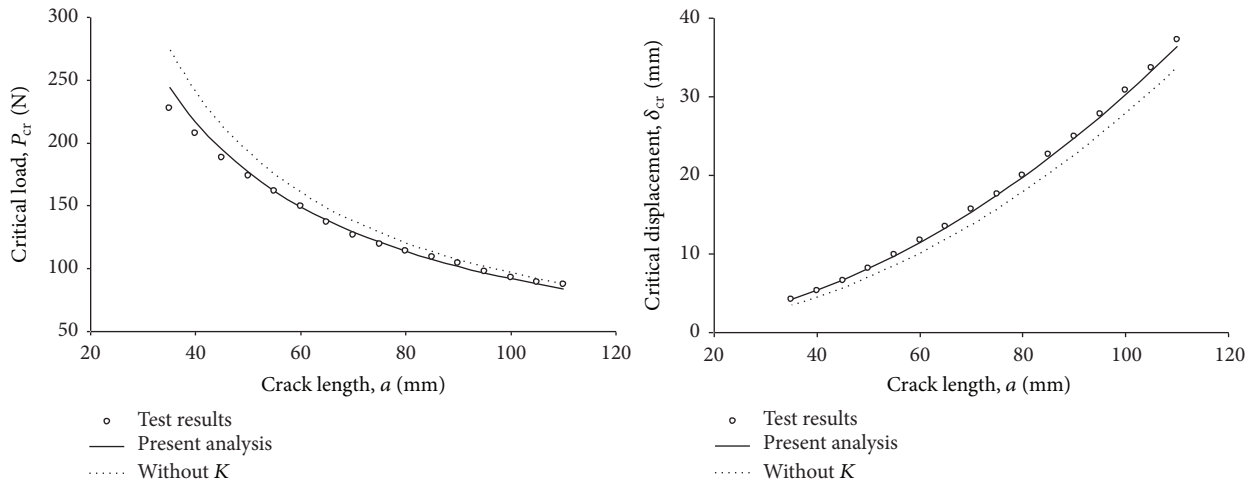 300
250
200
150
100
50
Critical load, P_cr (N)
20
40
60
80
100
120
Crack length, a (mm)
Test results
Present analysis
Without K
40
30
20
10
0
Critical displacement, δ_cr (mm)
20
40
60
80
100
120
Crack length, a (mm)
Test results
Present analysis
Without K